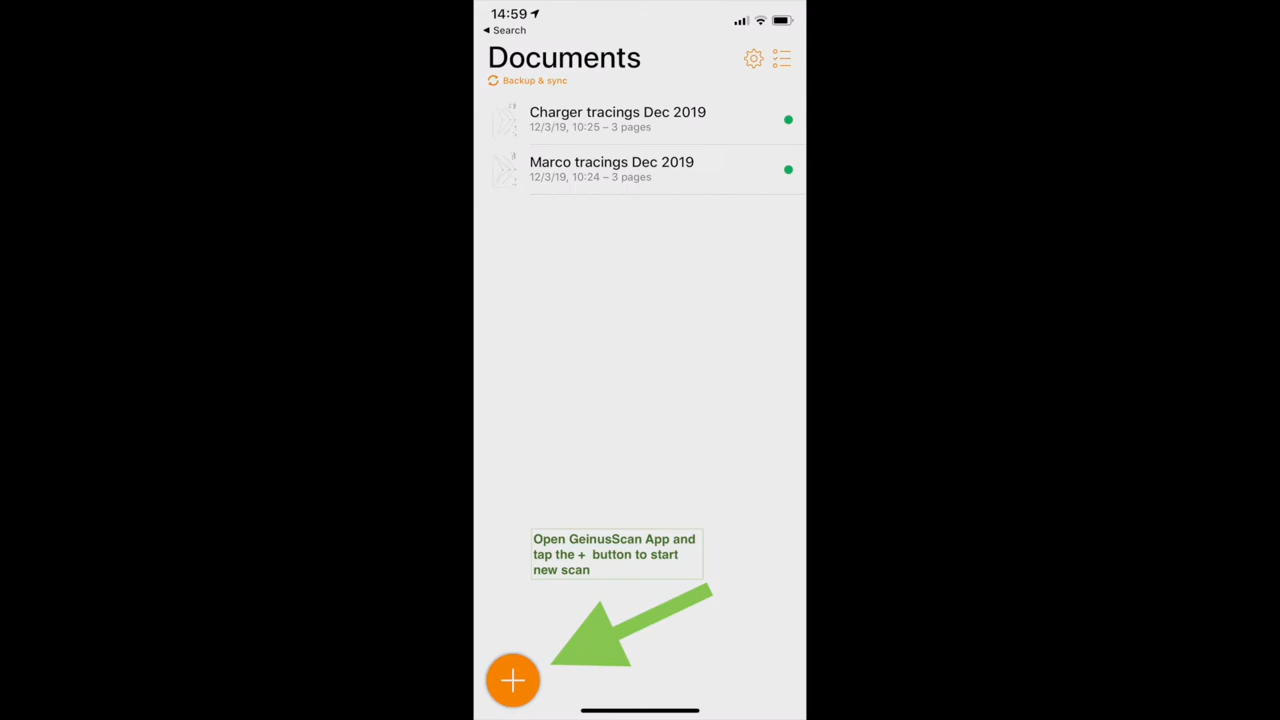 14:59
Search
Documents
Backup & sync
Charger tracings Dec 2019
12/3/19, 10:25 – 3 pages
Marco tracings Dec 2019
12/3/19, 10:24 – 3 pages
Open GeinusScan App and
tap the + button to start
new scan